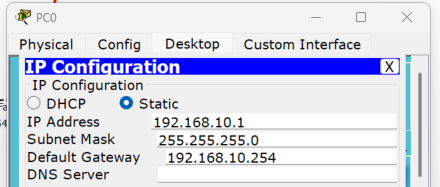 PC0
Physical Config Desktop Custom Interface
IP Configuration X
IP Configuration
DHCP Static
IP Address 192.168.10.1
Subnet Mask 255.255.255.0
Default Gateway 192.168.10.254
DNS Server